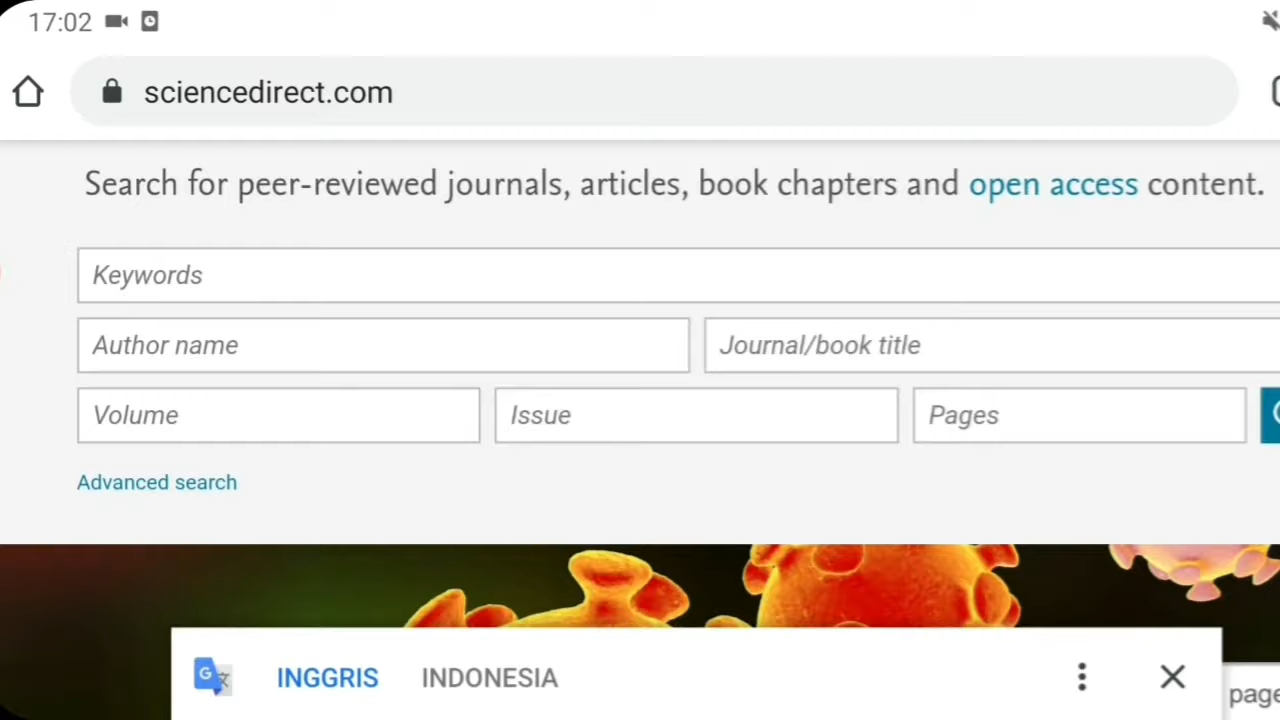 17:02
sciencedirect.com
Search for peer-reviewed journals, articles, book chapters and open access content.
Keywords
Author name Journal/book title
Volume Issue Pages
Advanced search
INGGRIS INDONESIA